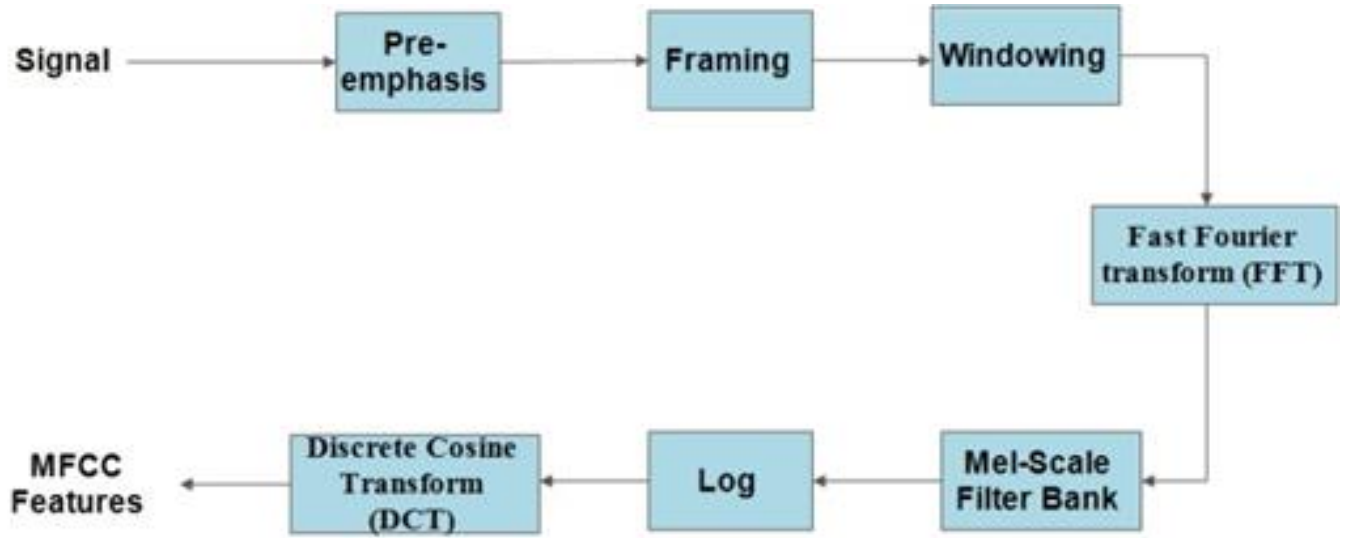 Signal
Pre-
emphasis
Framing
Windowing
Fast Fourier
transform (FFT)
Mel-Scale
Filter Bank
Log
Discrete Cosine
Transform
(DCT)
MFCC
Features